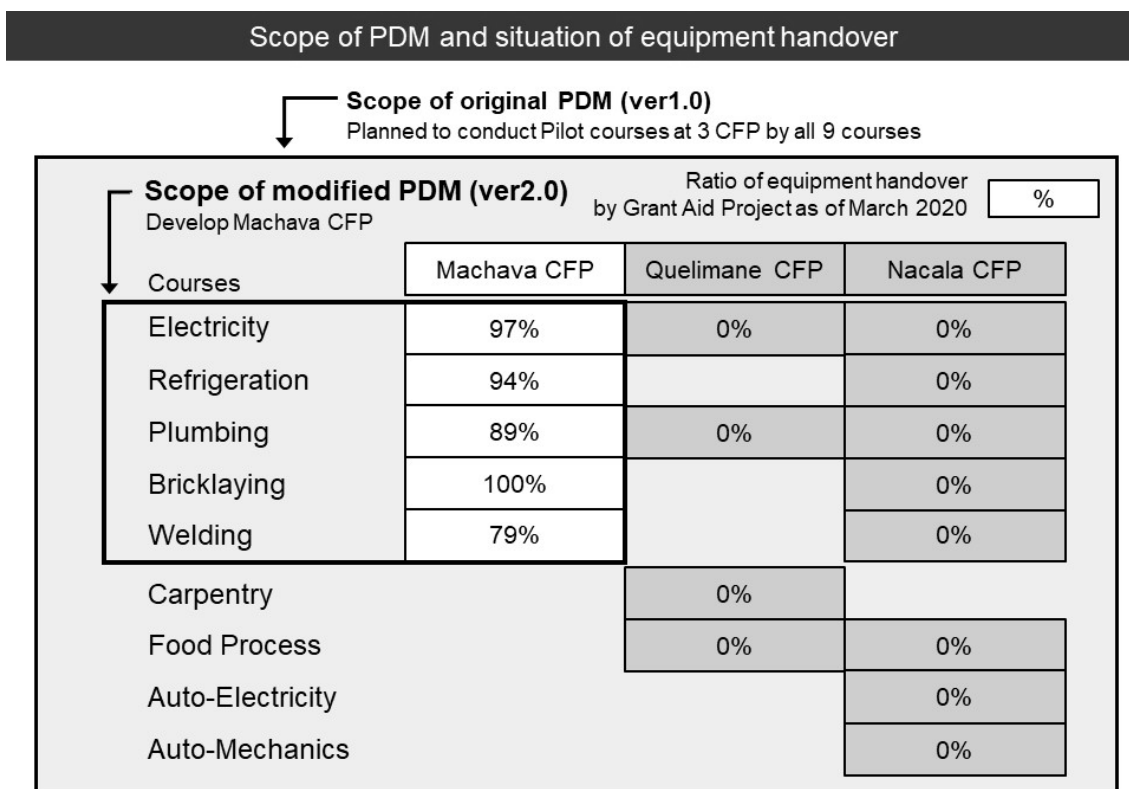 Scope of PDM and situation of equipment handover
Scope of original PDM (ver1.0)
Planned to conduct Pilot courses at 3 CFP by all 9 courses
Scope of modified PDM (ver2.0)
Develop Machava CFP
Ratio of equipment handover
by Grant Aid Project as of March 2020
%
Courses Machava CFP Quelimane CFP Nacala CFP
Electricity 97% 0% 0%
Refrigeration 94% 0%
Plumbing 89% 0% 0%
Bricklaying 100% 0%
Welding 79% 0%
Carpentry 0%
Food Process 0% 0%
Auto-Electricity 0%
Auto-Mechanics 0%